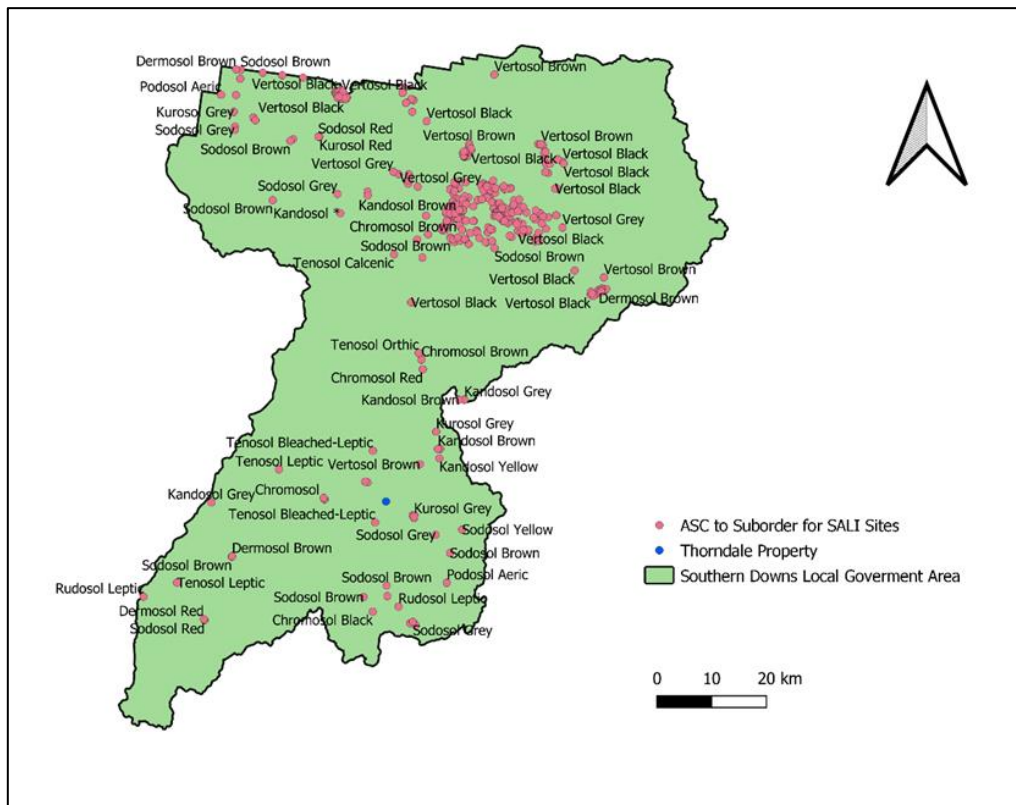 Dermosol Brown
Sodosol Brown
Vertosol Brown
Podosol Aeric
Vertosol Black
Vertosol Black
Kurosol Grey
Vertosol Black
Vertosol Black
Sodosol Grey
Sodosol Red
Vertosol Brown
Vertosol Brown
Sodosol Brown
Kurosol Red
Vertosol Black
Vertosol Black
Vertosol Grey
Vertosol Grey
Vertosol Black
Sodosol Grey
Vertosol Black
Sodosol Brown
Kandosol *
Kandosol Brown
Vertosol Grey
Chromosol Brown
Vertosol Black
Sodosol Brown
Sodosol Brown
Tenosol Calcenic
Vertosol Black
Vertosol Brown
Vertosol Black
Vertosol Black
Dermosol Brown
Tenosol Orthic
Chromosol Brown
Chromosol Red
Kandosol Grey
Kandosol Brown
Kurosol Grey
Tenosol Bleached-Leptic
Kandosol Brown
Tenosol Leptic
Vertosol Brown
Kandosol Yellow
Kandosol Grey
Chromosol
Tenosol Bleached-Leptic
Kurosol Grey
Sodosol Grey
Sodosol Yellow
Dermosol Brown
Sodosol Brown
Sodosol Brown
Tenosol Leptic
Sodosol Brown
Podosol Aeric
Rudosol Leptic
Sodosol Brown
Rudosol Leptic
Dermosol Red
Chromosol Black
Sodosol Red
Sodosol Grey
ASC to Suborder for SALI Sites
Thorndale Property
Southern Downs Local Goverment Area
0 10 20 km